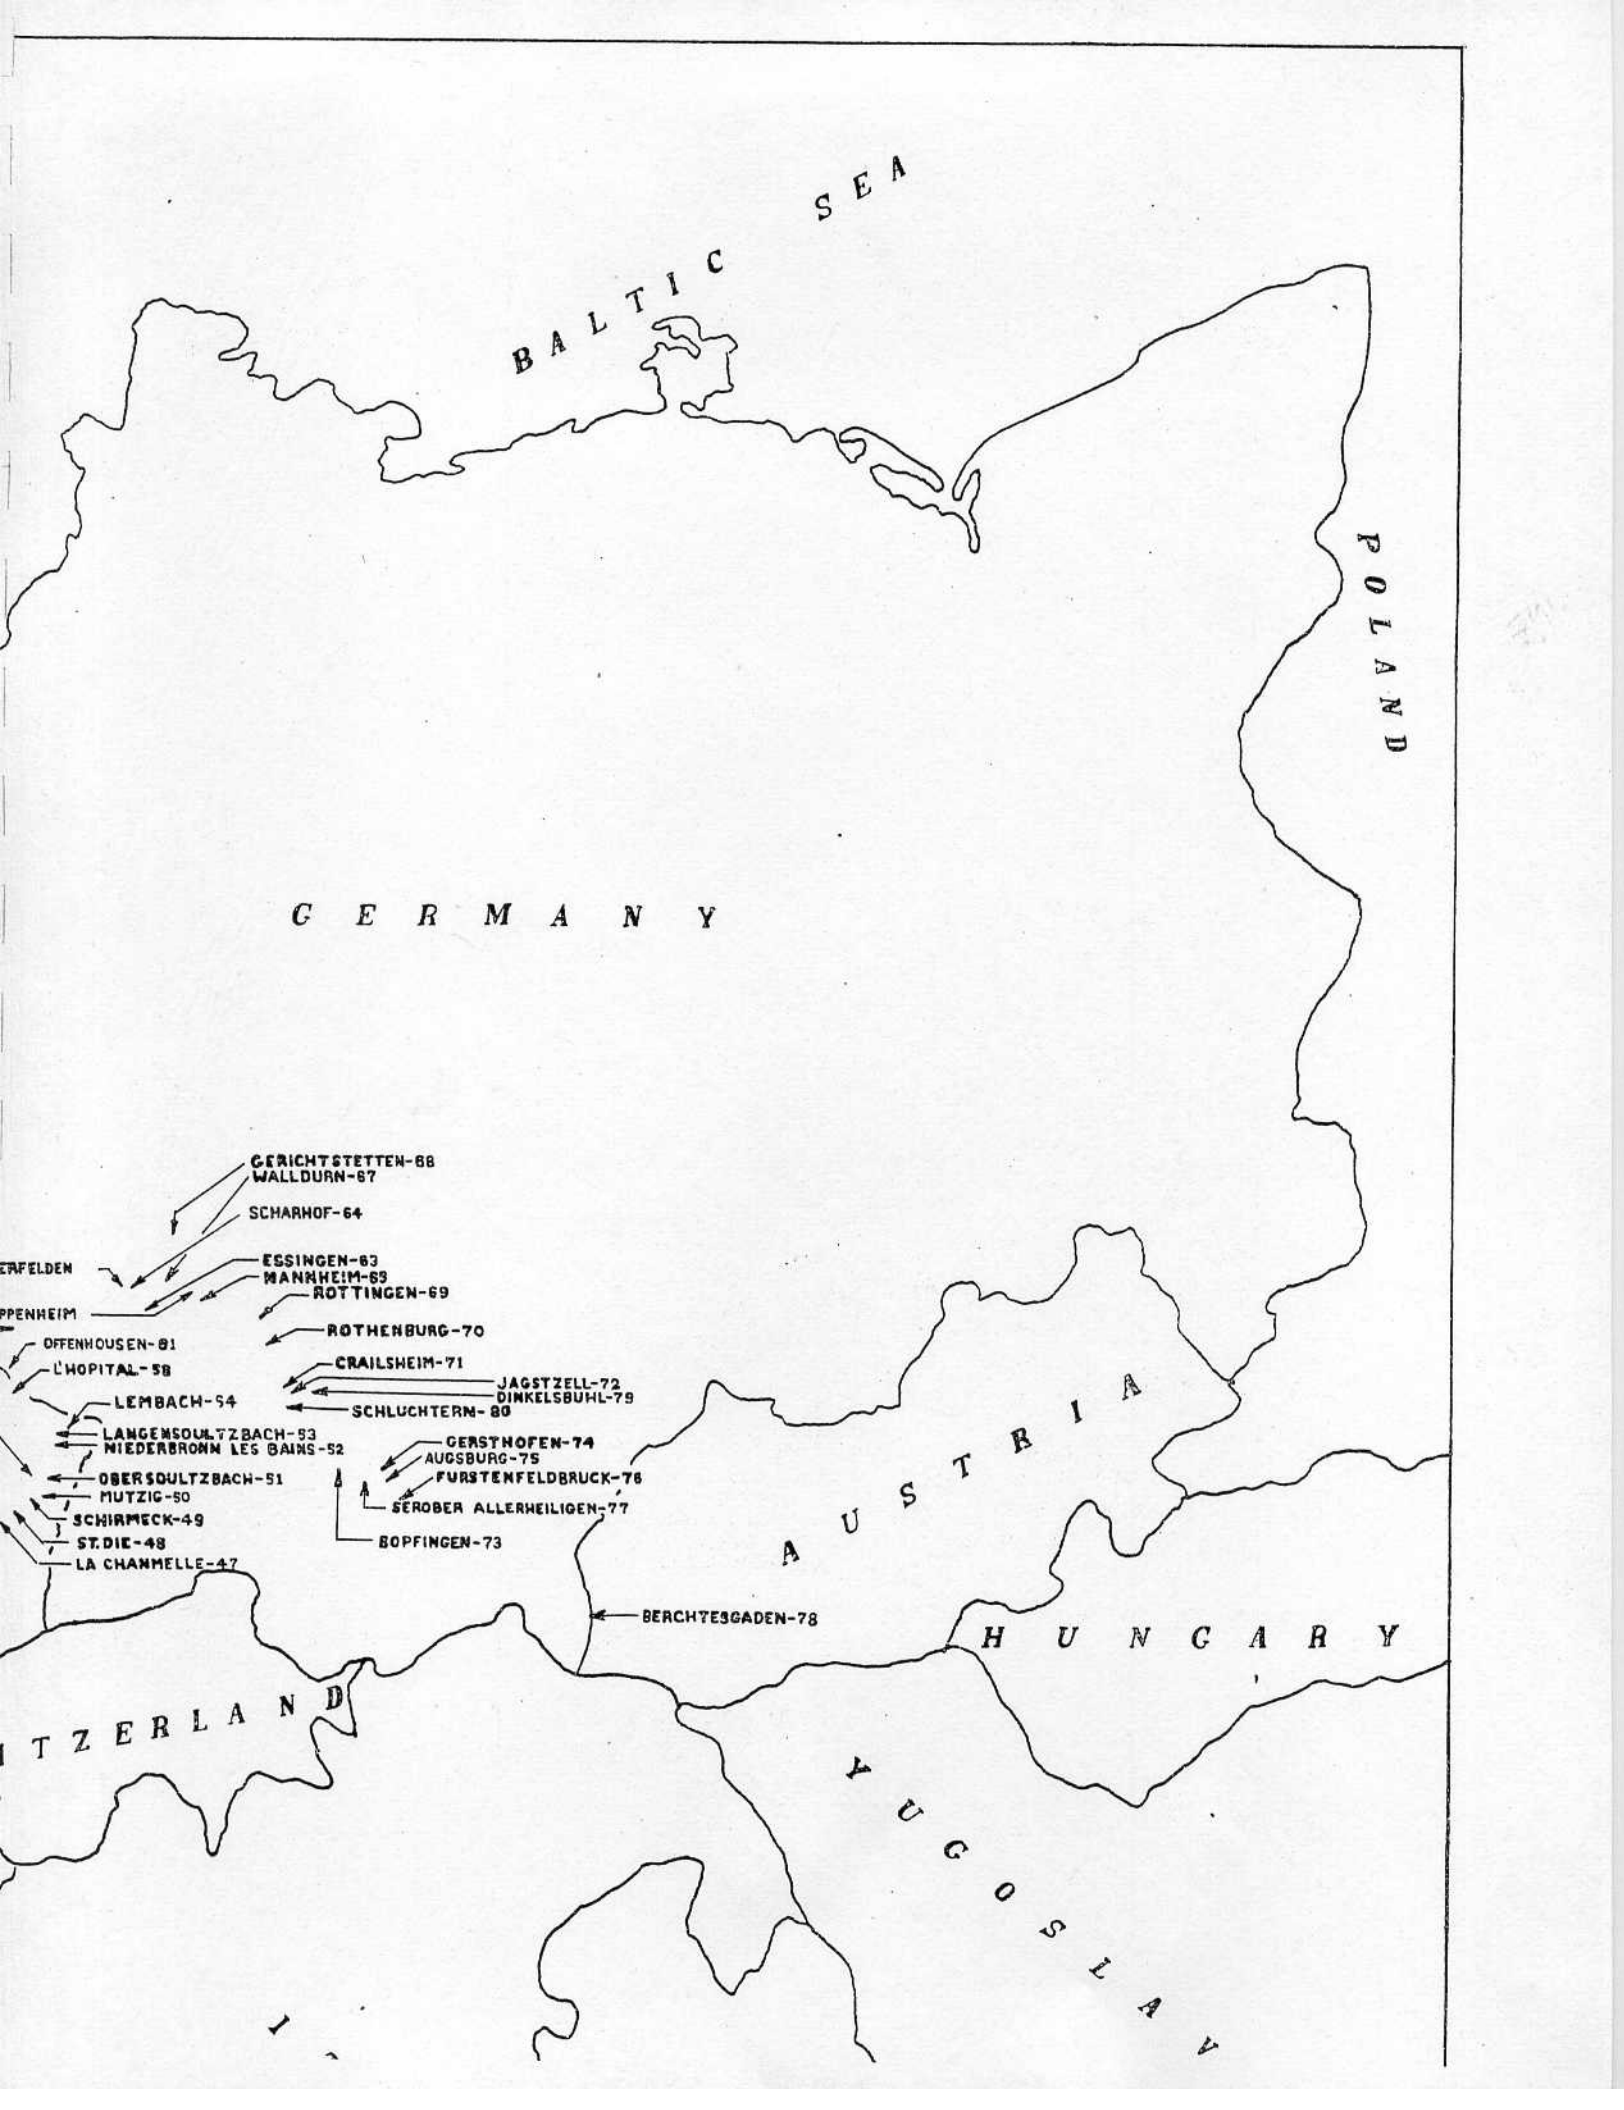 BALTIC SEA
POLAND
GERMANY
GERICHTSTETTEN-68
WALLDURN-67
SCHARHOF-64
ERFELDEN
ESSINGEN-63
MANNHEIM-65
ROTTINGEN-69
PPENHEIM
ROTHENBURG-70
OFFENHOUSEN-81
L'HOPITAL-58
CRAILSHEIM-71
JAGSTZELL-72
DINKELSBUHL-79
LEMBACH-54
SCHLUCHTERN-80
LANGENSOULTZBACH-53
NIEDERBRONN LES BAINS-52
GERSTHOFEN-74
AUGSBURG-75
OBERSOULTZBACH-51
FURSTENFELDBRUCK-76
MUTZIG-50
SEROBER ALLERHEILIGEN-77
SCHIRMECK-49
ST.DIE-48
BOPFINGEN-73
LA CHANMELLE-47
AUSTRIA
BERCHTESGADEN-78
HUNGARY
ITZERLAND
YUGOSLAV
I